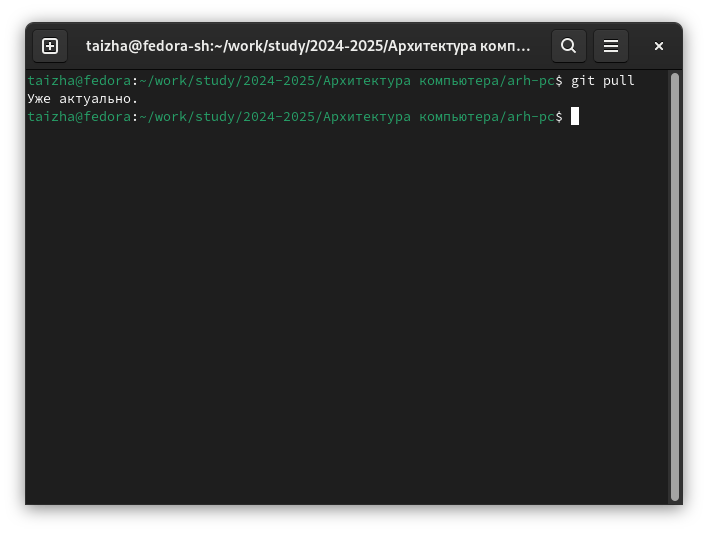 taizha@fedora-sh:~/work/study/2024-2025/Архитектура комп…
taizha@fedora:~/work/study/2024-2025/Архитектура компьютера/arh-pc$ git pull
Уже актуально.
taizha@fedora:~/work/study/2024-2025/Архитектура компьютера/arh-pc$